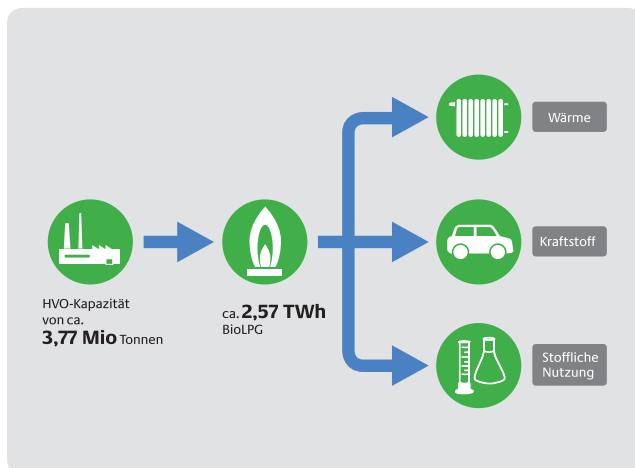 HVO-Kapazität
von ca.
3,77 Mio Tonnen
ca. 2,57 TWh
BioLPG
Wärme
Kraftstoff
Stoffliche
Nutzung